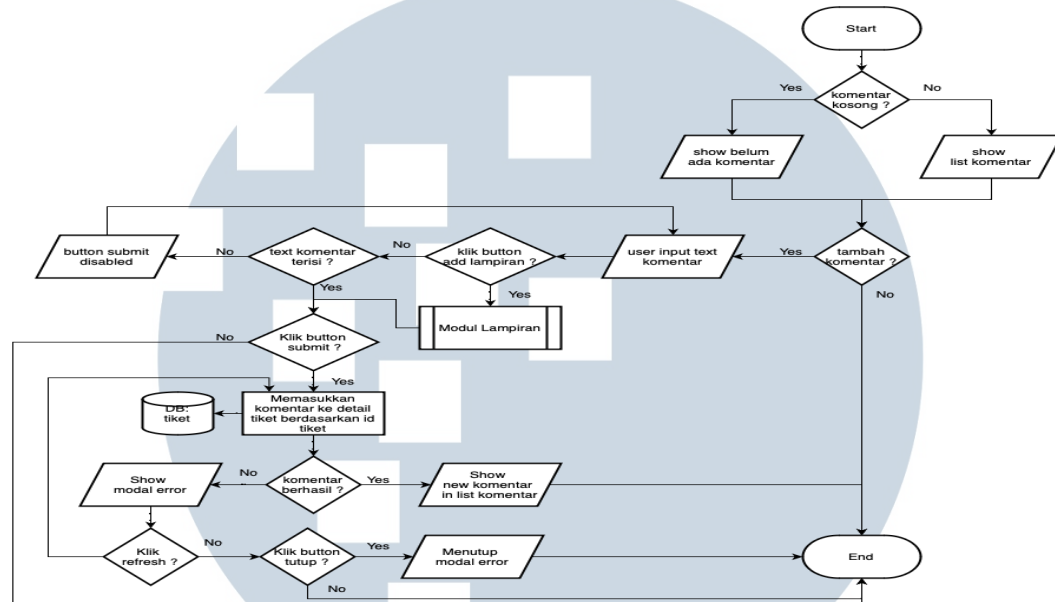 Start
Yes
komentar
kosong ?
No
show belum
ada komentar
show
list komentar
button submit
disabled
No
text komentar
terisi ?
No
klik button
add lampiran ?
user input text
komentar
Yes
tambah
komentar ?
Yes
Yes
No
Modul Lampiran
No
Klik button
submit ?
Yes
DB:
tiket
Memasukkan
komentar ke detail
tiket berdasarkan id
tiket
Show
modal error
No
komentar
berhasil ?
Yes
Show
new komentar
in list komentar
Klik
refresh ?
No
Klik button
tutup ?
Yes
Menutup
modal error
End
No